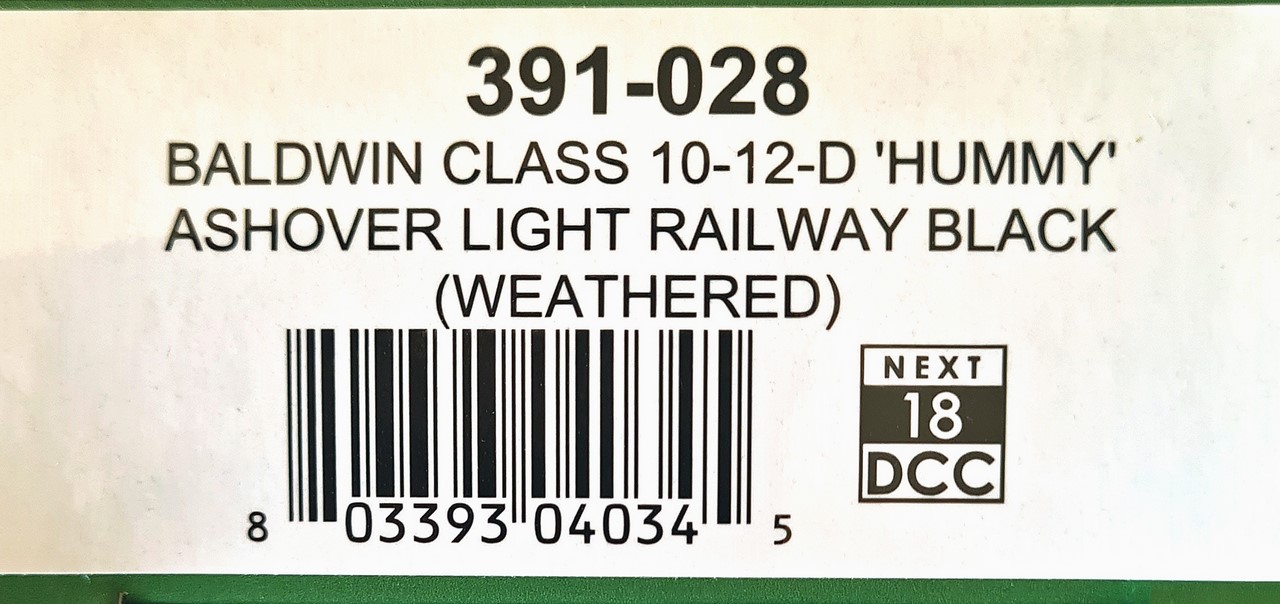 391-028
BALDWIN CLASS 10-12-D 'HUMMY'
ASHOVER LIGHT RAILWAY BLACK
(WEATHERED)
NEXT
18
DCC
8 03393 04034 5